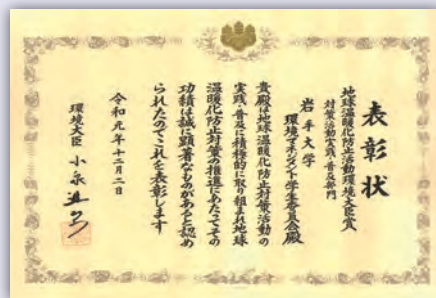 表彰状
地球温暖化防止活動環境大臣賞
対策活動実践・普及部門
岩手大学
環境マネジメント学生委員会殿
貴殿は地球温暖化防止対策活動の
実践・普及に積極的に取り組まれ地球
温暖化防止対策の推進にあたってその
功績は誠に顕著なものがあると認め
られたのでこれを表彰します
令和元年十二月二日
環境大臣 小泉進次郎